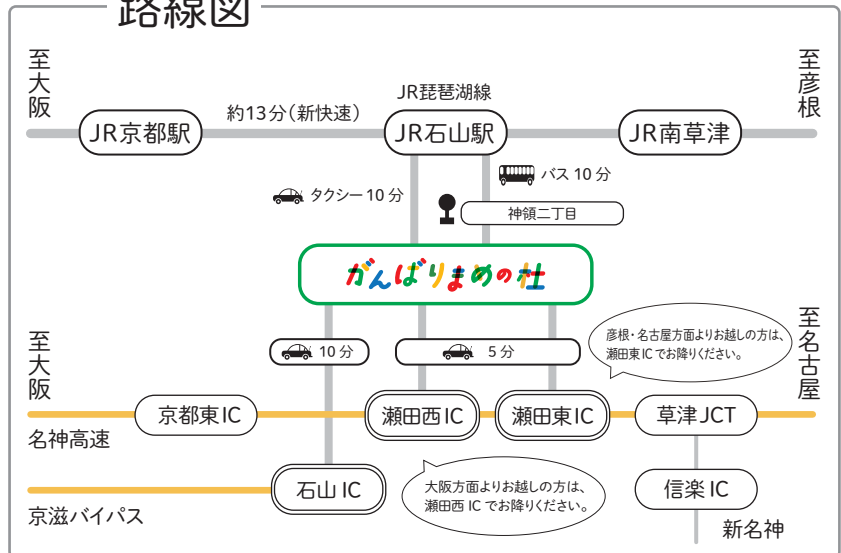 路線図
至大阪
至彦根
JR琵琶湖線
約13分(新快速)
JR京都駅
JR石山駅
JR南草津
バス 10 分
タクシー 10 分
神領二丁目
がんばりまめの社
至大阪
至名古屋
10 分
5 分
彦根・名古屋方面よりお越しの方は、
瀬田東 IC でお降りください。
京都東 IC
瀬田西 IC
瀬田東 IC
草津 JCT
名神高速
石山 IC
大阪方面よりお越しの方は、
瀬田西 IC でお降りください。
信楽 IC
京滋バイパス
新名神